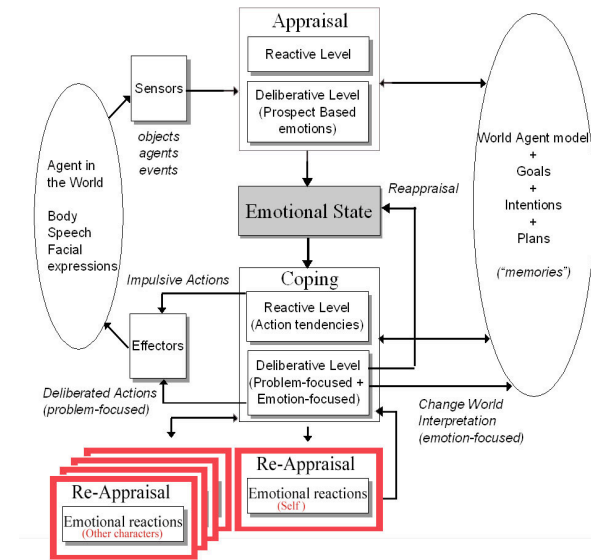 Appraisal
Reactive Level
Deliberative Level
(Prospect Based
emotions)
Sensors
objects
agents
events
Agent in
the World
Body
Speech
Facial
expressions
World Agent model
+
Goals
+
Intentions
+
Plans
("memories")
Reappraisal
Emotional State
Impulsive Actions
Coping
Reactive Level
(Action tendencies)
Effectors
Deliberative Level
(Problem-focused +
Emotion-focused)
Deliberated Actions
(problem-focused)
Change World
Interpretation
(emotion-focused)
Re-Appraisal
Emotional reactions
(Other characters)
Re-Appraisal
Emotional reactions
(Self )